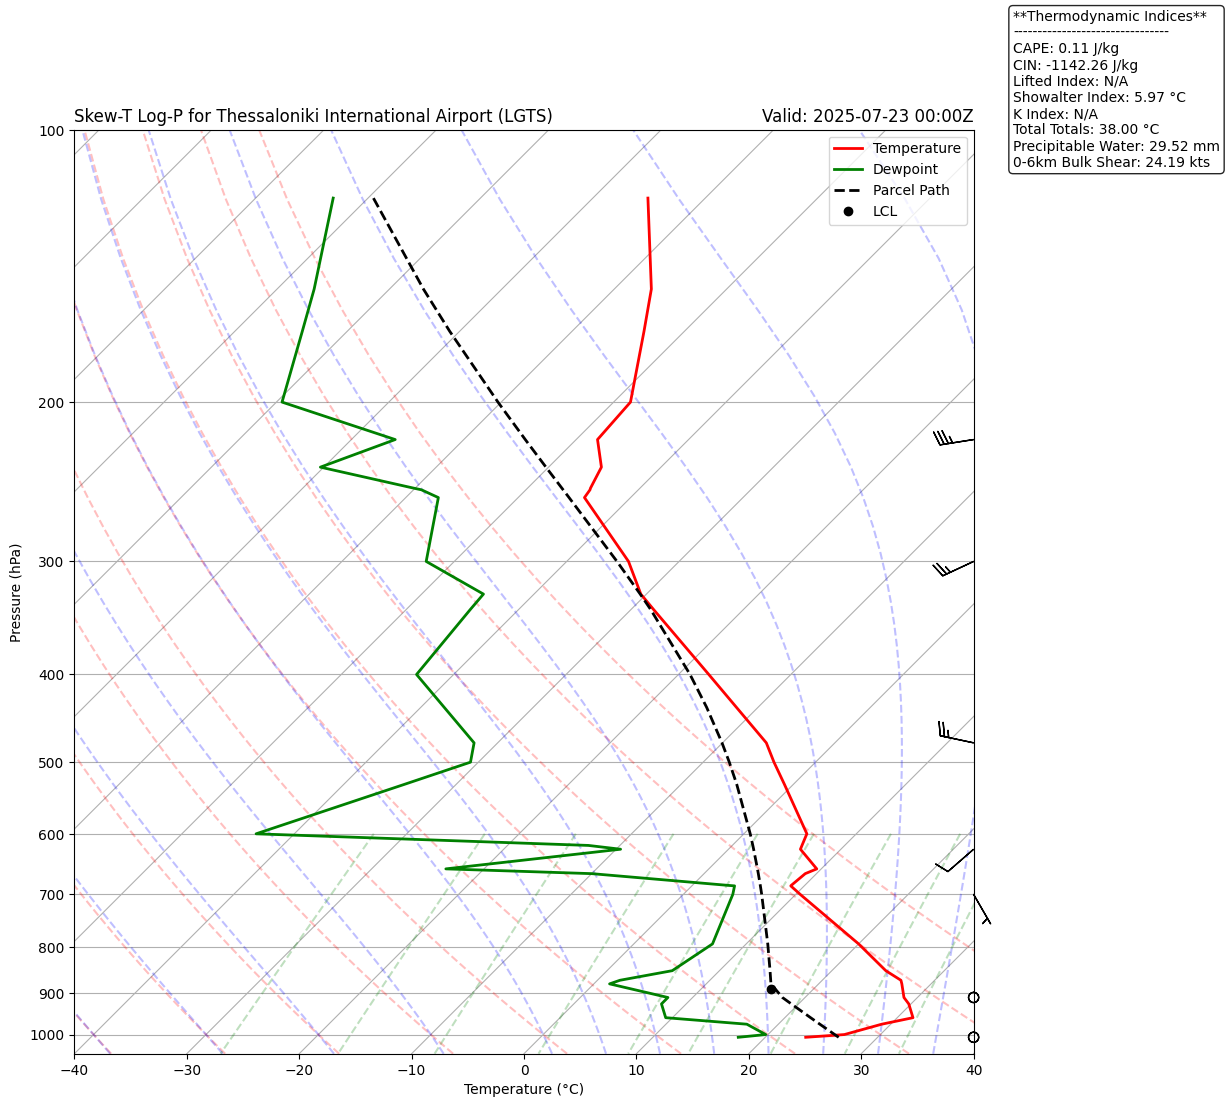 **Thermodynamic Indices**
--------------------------------
CAPE: 0.11 J/kg
CIN: -1142.26 J/kg
Lifted Index: N/A
Showalter Index: 5.97 °C
K Index: N/A
Total Totals: 38.00 °C
Precipitable Water: 29.52 mm
0-6km Bulk Shear: 24.19 kts
Skew-T Log-P for Thessaloniki International Airport (LGTS)
Valid: 2025-07-23 00:00Z
Temperature
Dewpoint
Parcel Path
LCL
100
200
300
400
500
600
700
800
900
1000
Pressure (hPa)
−40
−30
−20
−10
0
10
20
30
40
Temperature (°C)